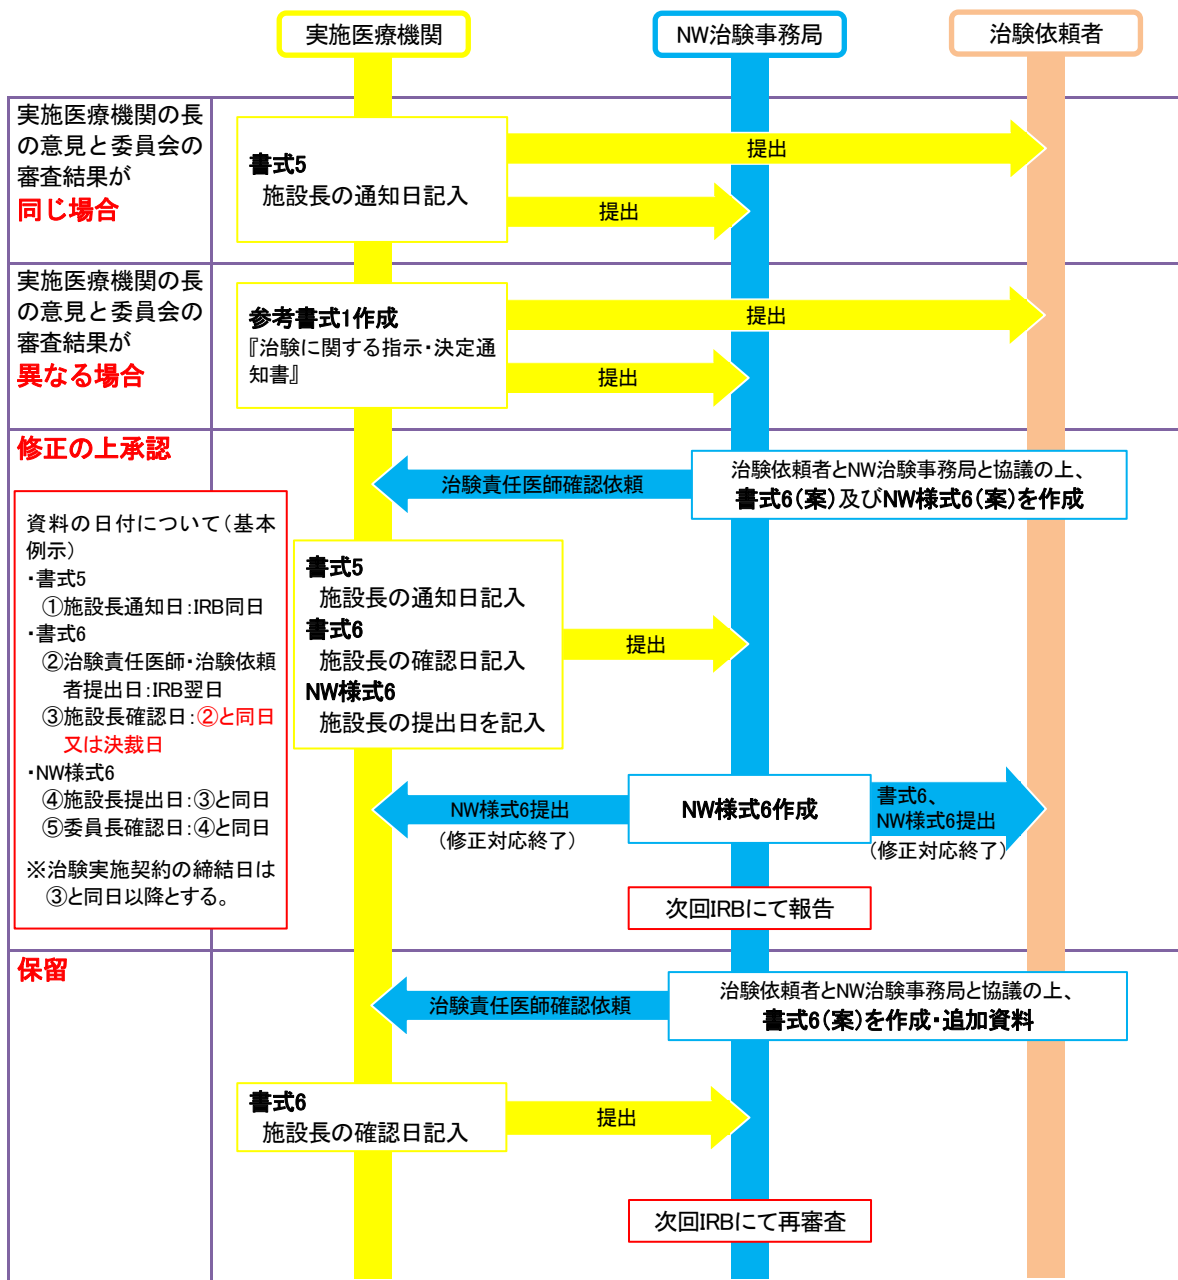 実施医療機関
NW治験事務局
治験依頼者
実施医療機関の長
の意見と委員会の
審査結果が
同じ場合
書式5
施設長の通知日記入
提出
提出
実施医療機関の長
の意見と委員会の
審査結果が
異なる場合
参考書式1作成
『治験に関する指示・決定通
知書』
提出
提出
修正の上承認
治験責任医師確認依頼
治験依頼者とNW治験事務局と協議の上、
書式6(案)及びNW様式6(案)を作成
資料の日付について(基本
例示)
・書式5
①施設長通知日:IRB同日
・書式6
②治験責任医師・治験依頼
者提出日:IRB翌日
③施設長確認日:②と同日
又は決裁日
・NW様式6
④施設長提出日:③と同日
⑤委員長確認日:④と同日
※治験実施契約の締結日は
③と同日以降とする。
書式5
施設長の通知日記入
書式6
施設長の確認日記入
NW様式6
施設長の提出日を記入
提出
NW様式6提出
(修正対応終了)
NW様式6作成
書式6、
NW様式6提出
(修正対応終了)
次回IRBにて報告
保留
治験責任医師確認依頼
治験依頼者とNW治験事務局と協議の上、
書式6(案)を作成・追加資料
書式6
施設長の確認日記入
提出
次回IRBにて再審査